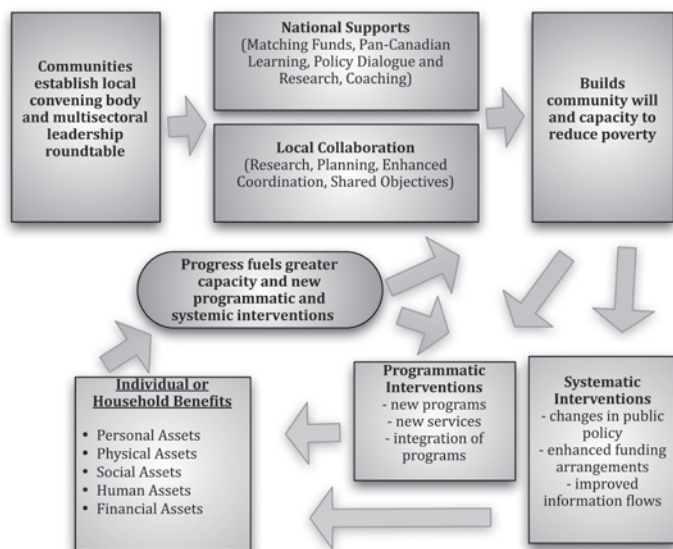 Communities
establish local
convening body
and multisectoral
leadership
roundtable
National Supports
(Matching Funds, Pan-Canadian
Learning, Policy Dialogue and
Research, Coaching)
Local Collaboration
(Research, Planning, Enhanced
Coordination, Shared Objectives)
Builds
community will
and capacity to
reduce poverty
Progress fuels greater
capacity and new
programmatic and
systemic interventions
Individual or
Household Benefits
• Personal Assets
• Physical Assets
• Social Assets
• Human Assets
• Financial Assets
Programmatic
Interventions
- new programs
- new services
- integration of
programs
Systematic
Interventions
- changes in public
policy
- enhanced funding
arrangements
- improved
information flows